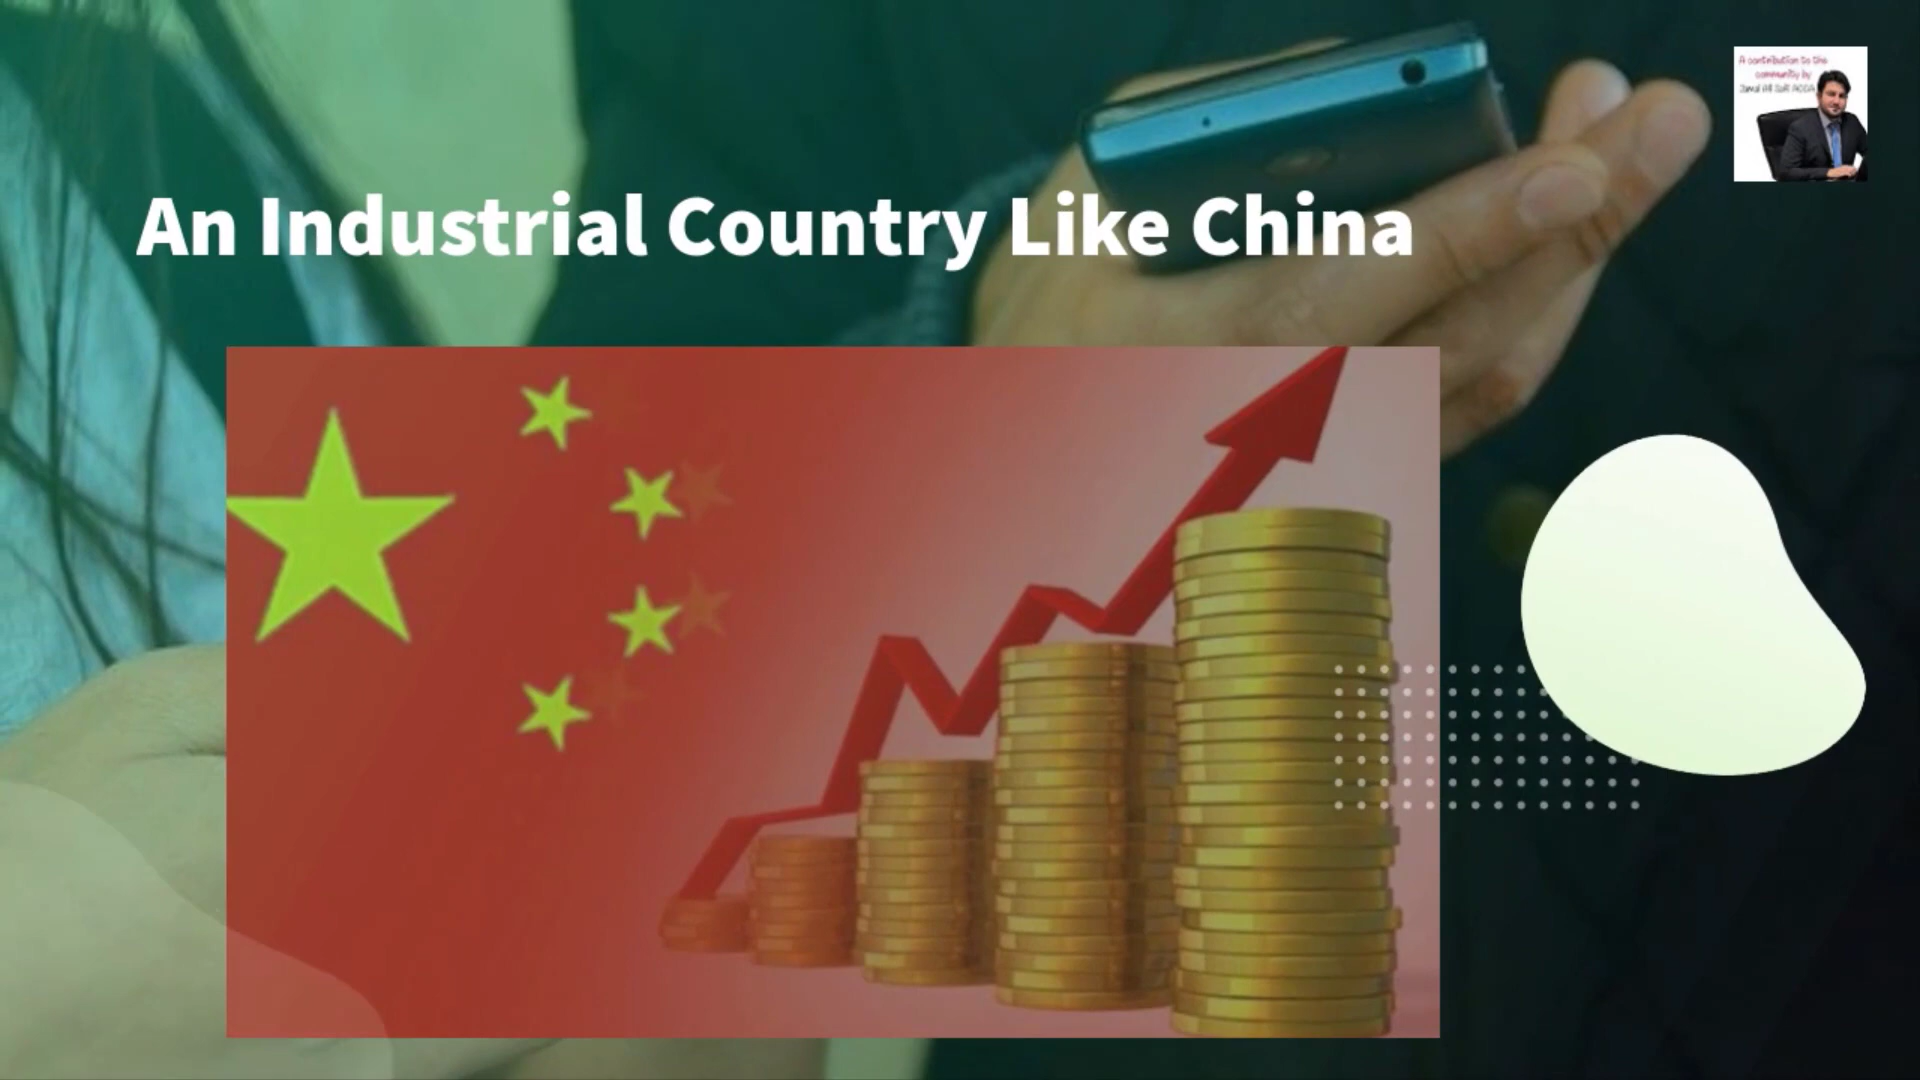 An Industrial Country Like China
A contribution to the
community by